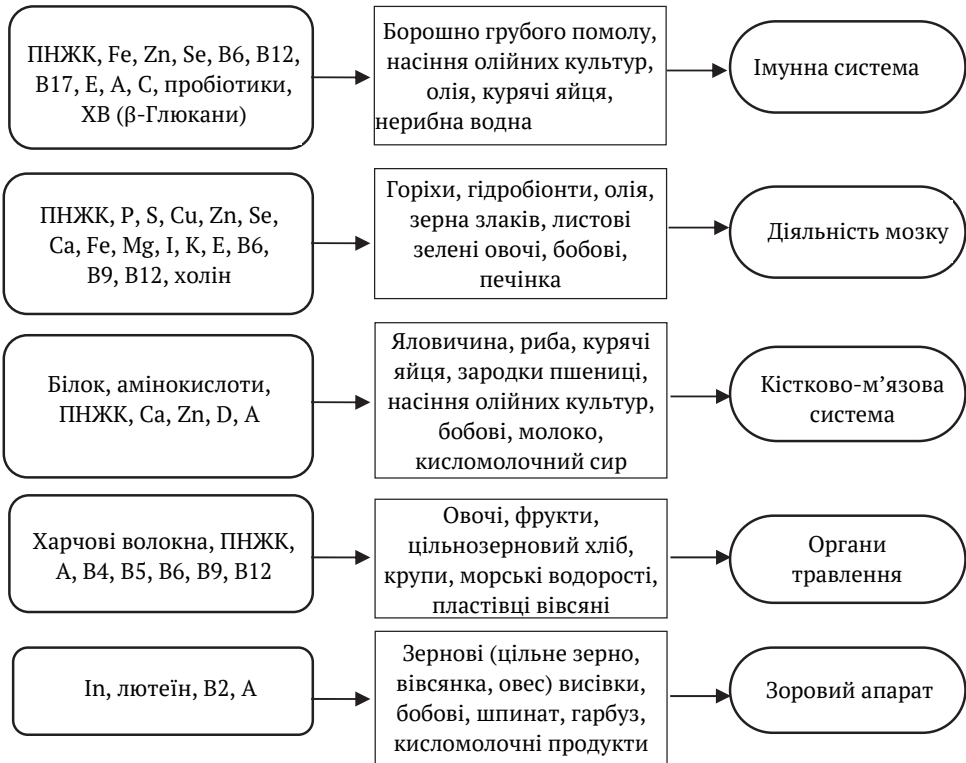 ПНЖК, Fe, Zn, Se, B6, B12,
B17, E, A, C, пробіотики,
ХВ (β-Глюкани)
Борошно грубого помолу,
насіння олійних культур,
олія, курячі яйця,
нерибна водна
Імунна система
ПНЖК, P, S, Cu, Zn, Se,
Ca, Fe, Mg, I, K, E, B6,
B9, B12, холін
Горіхи, гідробіонти, олія,
зерна злаків, листові
зелені овочі, бобові,
печінка
Діяльність мозку
Білок, амінокислоти,
ПНЖК, Ca, Zn, D, A
Яловичина, риба, курячі
яйця, зародки пшениці,
насіння олійних культур,
бобові, молоко,
кисломолочний сир
Кістково-м’язова
система
Харчові волокна, ПНЖК,
A, B4, B5, B6, B9, B12
Овочі, фрукти,
цільнозерновий хліб,
крупи, морські водорості,
пластівці вівсяні
Органи
травлення
In, лютеїн, B2, A
Зернові (цільне зерно,
вівсянка, овес) висівки,
бобові, шпинат, гарбуз,
кисломолочні продукти
Зоровий апарат